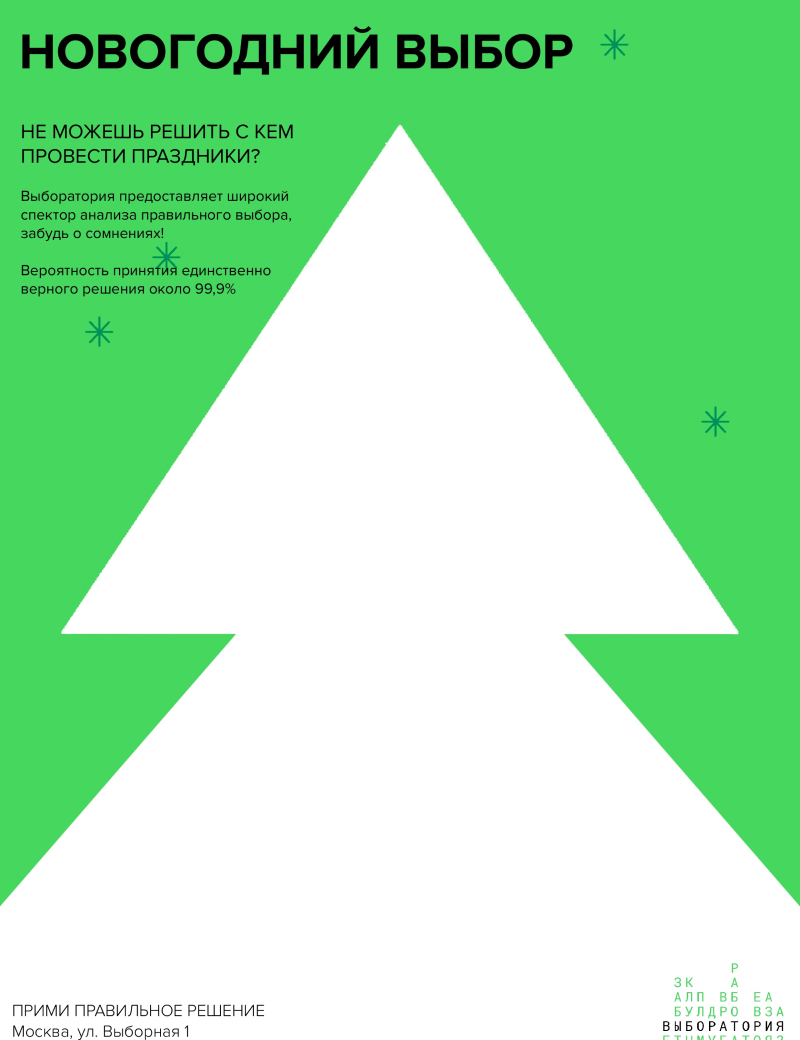 НОВОГОДНИЙ ВЫБОР
НЕ МОЖЕШЬ РЕШИТЬ С КЕМ
ПРОВЕСТИ ПРАЗДНИКИ?
Выборатория предоставляет широкий
спектор анализа правильного выбора,
забудь о сомнениях!
Вероятность принятия единственно
верного решения около 99,9%
ПРИМИ ПРАВИЛЬНОЕ РЕШЕНИЕ
Москва, ул. Выборная 1
Р
ЗК А
АЛП ВБ ЕА
БУЛДРО ВЗА
ВЫБОРАТОРИЯ